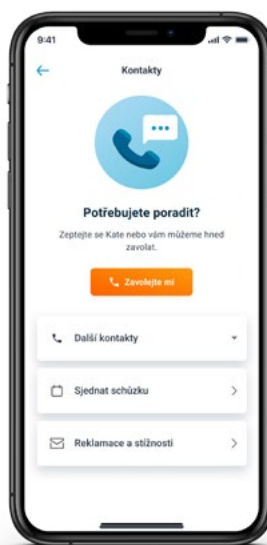 9:41
Kontakty
Potřebujete poradit?
Zeptejte se Kate nebo vám můžeme hned
zavolat.
Zavolejte mi
Další kontakty
Sjednat schůzku
Reklamace a stížnosti